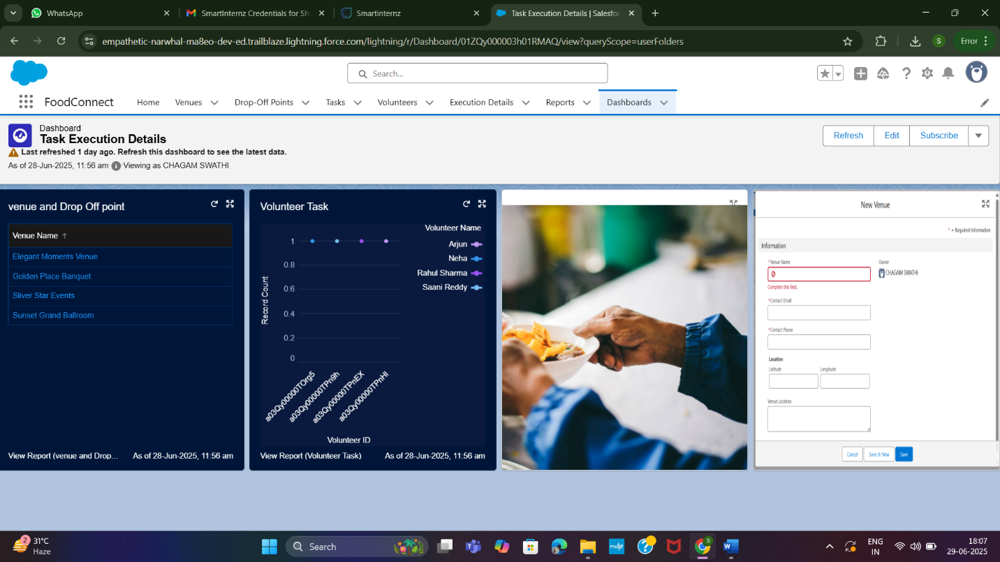 WhatsApp
SmartInternz Credentials for Sh
Smartinternz
Task Execution Details | Salesfor
empathetic-narwhal-ma8eo-dev-ed.trailblaze.lightning.force.com/lightning/r/Dashboard/01ZQy000003h01RMAQ/view?queryScope=userFolders
S
Error
Search...
FoodConnect
Home
Venues
Drop-Off Points
Tasks
Volunteers
Execution Details
Reports
Dashboards
Dashboard
Task Execution Details
Last refreshed 1 day ago. Refresh this dashboard to see the latest data.
As of 28-Jun-2025, 11:56 am·Viewing as CHAGAM SWATHI
Refresh
Edit
Subscribe
venue and Drop Off point
Venue Name ↑
Elegant Moments Venue
Golden Place Banquet
Sliver Star Events
Sunset Grand Ballroom
View Report (venue and Drop...
As of 28-Jun-2025, 11:56 am
Volunteer Task
Volunteer Name
Arjun
Neha
Rahul Sharma
Saani Reddy
Record Count
1
0.8
0.6
0.4
0.2
0
a03Qy00000TOrg5
a03Qy00000TPn9h
a03Qy00000TPnEX
a03Qy00000TPnHl
Volunteer ID
View Report (Volunteer Task)
As of 28-Jun-2025, 11:56 am
New Venue
* = Required Information
Information
*Venue Name
Complete this field.
Owner
CHAGAM SWATHI
*Contact Email
*Contact Phone
Location
Latitude
Longitude
Venue Location
Cancel
Save & New
Save
2
31°C
Haze
Search
myhp
S
ENG
IN
18:07
29-06-2025